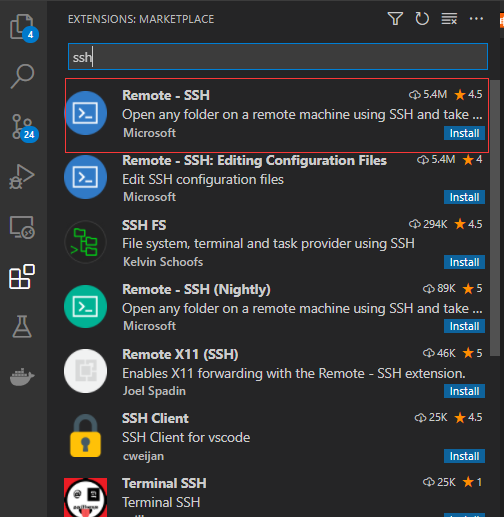 EXTENSIONS: MARKETPLACE
4
ssh
Remote - SSH 5.4M 4.5
Open any folder on a remote machine using SSH and take ...
Microsoft Install
24
Remote - SSH: Editing Configuration Files 5.4M 4
Edit SSH configuration files
Microsoft Install
SSH FS 294K 4.5
File system, terminal and task provider using SSH
Kelvin Schoofs Install
Remote - SSH (Nightly) 89K 5
Open any folder on a remote machine using SSH and take ...
Microsoft Install
Remote X11 (SSH) 46K 5
Enables X11 forwarding with the Remote - SSH extension.
Joel Spadin Install
SSH Client 25K 4.5
SSH Client for vscode
cweijan Install
Terminal SSH 25K 1
Terminal SSH